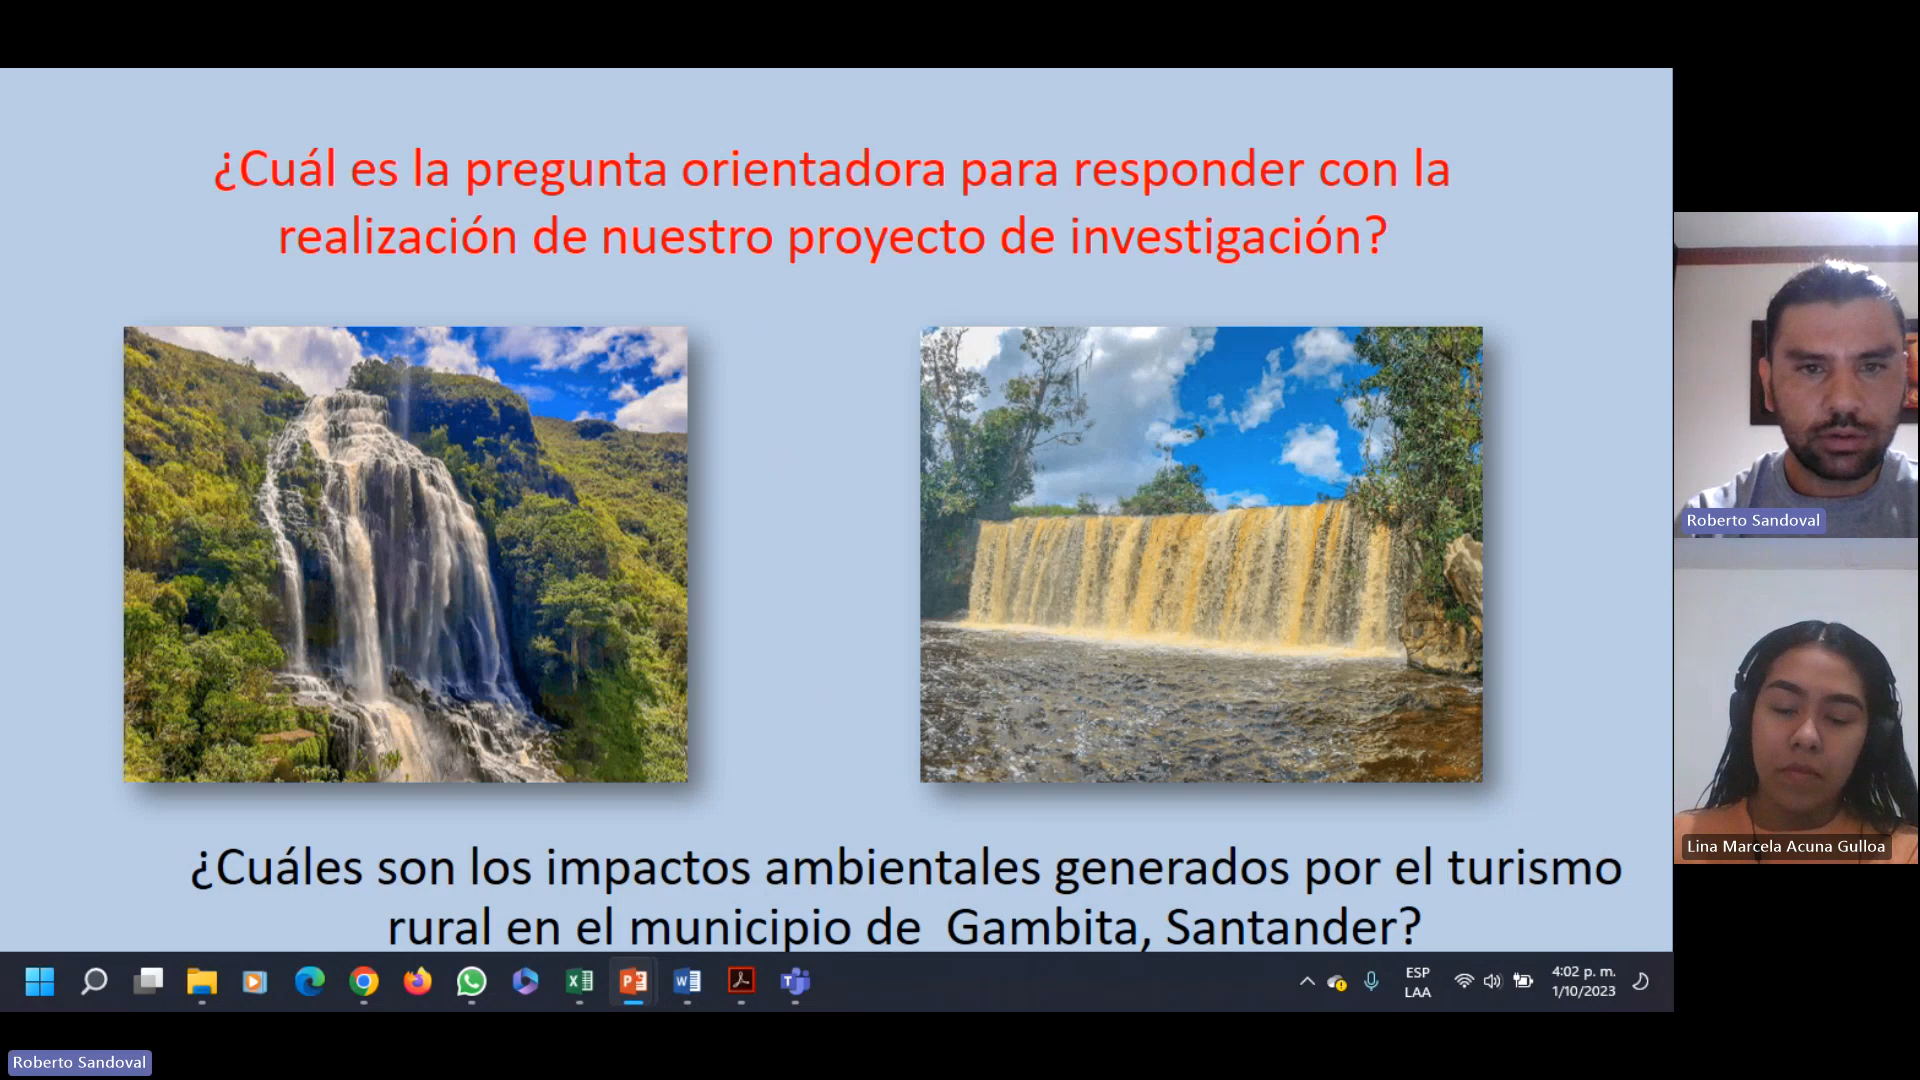 ¿Cuál es la pregunta orientadora para responder con la
realización de nuestro proyecto de investigación?
¿Cuáles son los impactos ambientales generados por el turismo
rural en el municipio de  Gambita, Santander?
Roberto Sandoval
Lina Marcela Acuna Gulloa
ESP
LAA
4:02 p. m.
1/10/2023
Roberto Sandoval